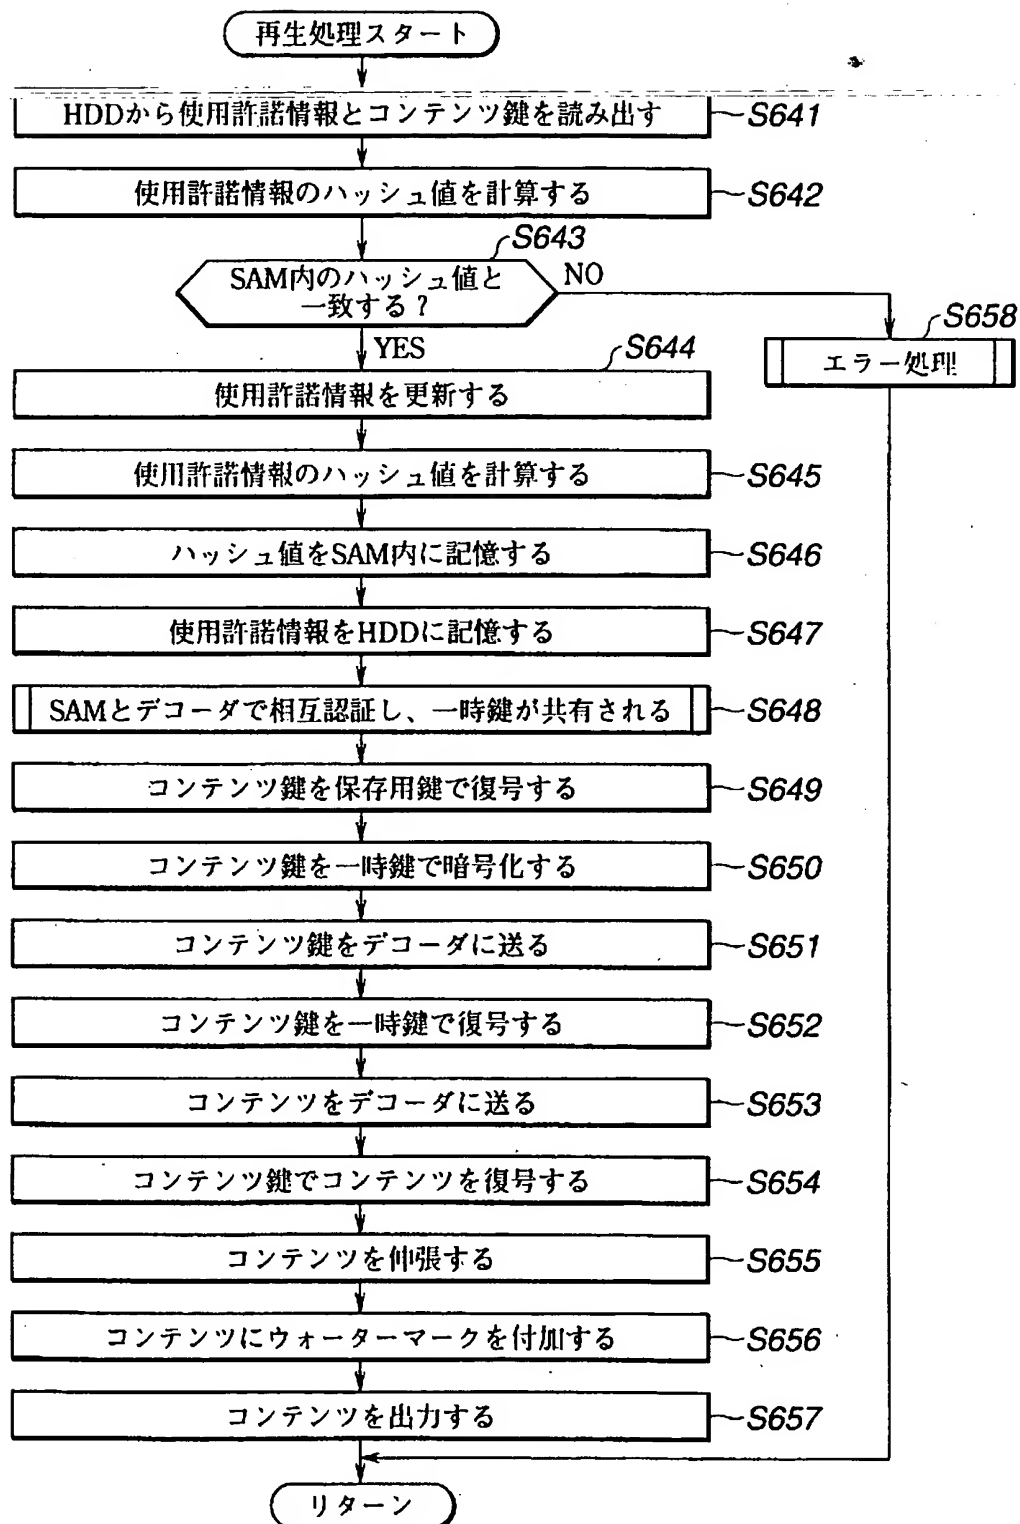 再生処理スタート
HDDから使用許諾情報とコンテンツ鍵を読み出す
S641
使用許諾情報のハッシュ値を計算する
S642
S643
SAM内のハッシュ値と
一致する?
NO
YES
S658
エラー処理
S644
使用許諾情報を更新する
使用許諾情報のハッシュ値を計算する
S645
ハッシュ値をSAM内に記憶する
S646
使用許諾情報をHDDに記憶する
S647
SAMとデコーダで相互認証し、一時鍵が共有される
S648
コンテンツ鍵を保存用鍵で復号する
S649
コンテンツ鍵を一時鍵で暗号化する
S650
コンテンツ鍵をデコーダに送る
S651
コンテンツ鍵を一時鍵で復号する
S652
コンテンツをデコーダに送る
S653
コンテンツ鍵でコンテンツを復号する
S654
コンテンツを伸張する
S655
コンテンツにウォーターマークを付加する
S656
コンテンツを出力する
S657
リターン